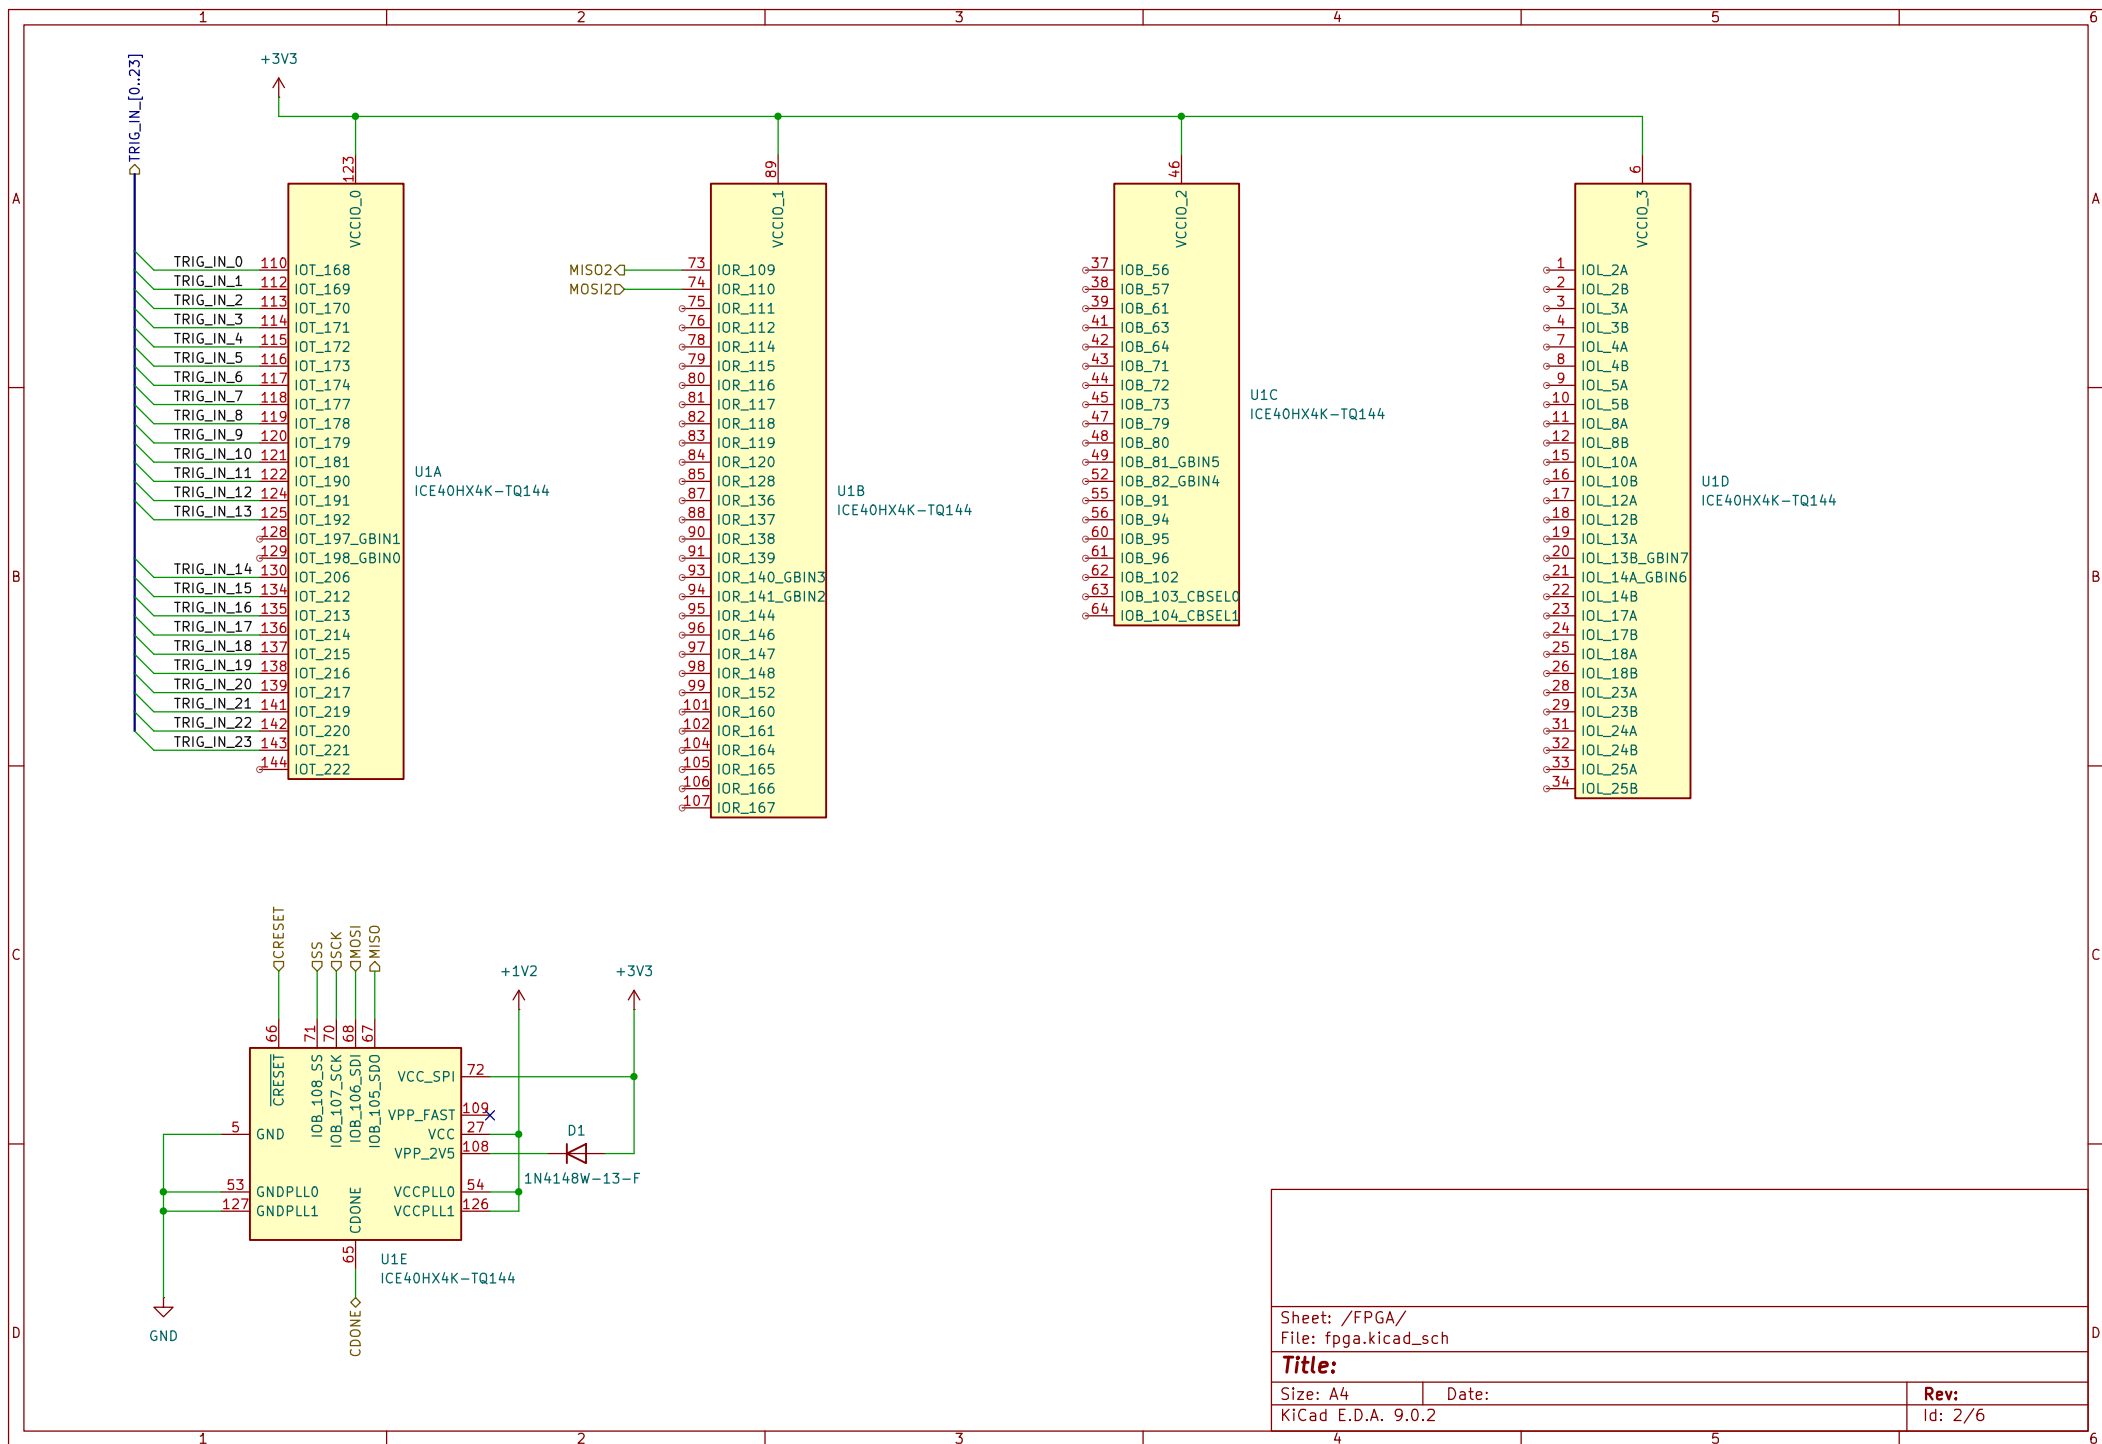 1 2 3 4 5 6
TRIG_IN_[0..23]
+3V3
A A
123 VCCIO_0
TRIG_IN_0 110 IOT_168
TRIG_IN_1 112 IOT_169
TRIG_IN_2 113 IOT_170
TRIG_IN_3 114 IOT_171
TRIG_IN_4 115 IOT_172
TRIG_IN_5 116 IOT_173
TRIG_IN_6 117 IOT_174
TRIG_IN_7 118 IOT_177
TRIG_IN_8 119 IOT_178
TRIG_IN_9 120 IOT_179
TRIG_IN_10 121 IOT_181
TRIG_IN_11 122 IOT_190
TRIG_IN_12 124 IOT_191
TRIG_IN_13 125 IOT_192
128 IOT_197_GBIN1
129 IOT_198_GBIN0
TRIG_IN_14 130 IOT_206
TRIG_IN_15 134 IOT_212
TRIG_IN_16 135 IOT_213
TRIG_IN_17 136 IOT_214
TRIG_IN_18 137 IOT_215
TRIG_IN_19 138 IOT_216
TRIG_IN_20 139 IOT_217
TRIG_IN_21 141 IOT_219
TRIG_IN_22 142 IOT_220
TRIG_IN_23 143 IOT_221
144 IOT_222
U1A
ICE40HX4K-TQ144
89 VCCIO_1
MISO2 73 IOR_109
MOSI2 74 IOR_110
75 IOR_111
76 IOR_112
78 IOR_114
79 IOR_115
80 IOR_116
81 IOR_117
82 IOR_118
83 IOR_119
84 IOR_120
85 IOR_128
87 IOR_136
88 IOR_137
90 IOR_138
91 IOR_139
93 IOR_140_GBIN3
94 IOR_141_GBIN2
95 IOR_144
96 IOR_146
97 IOR_147
98 IOR_148
99 IOR_152
101 IOR_160
102 IOR_161
104 IOR_164
105 IOR_165
106 IOR_166
107 IOR_167
U1B
ICE40HX4K-TQ144
46 VCCIO_2
37 IOB_56
38 IOB_57
39 IOB_61
41 IOB_63
42 IOB_64
43 IOB_71
44 IOB_72
45 IOB_73
47 IOB_79
48 IOB_80
49 IOB_81_GBIN5
52 IOB_82_GBIN4
55 IOB_91
56 IOB_94
60 IOB_95
61 IOB_96
62 IOB_102
63 IOB_103_CBSEL0
64 IOB_104_CBSEL1
U1C
ICE40HX4K-TQ144
6 VCCIO_3
1 IOL_2A
2 IOL_2B
3 IOL_3A
4 IOL_3B
7 IOL_4A
8 IOL_4B
9 IOL_5A
10 IOL_5B
11 IOL_8A
12 IOL_8B
15 IOL_10A
16 IOL_10B
17 IOL_12A
18 IOL_12B
19 IOL_13A
20 IOL_13B_GBIN7
21 IOL_14A_GBIN6
22 IOL_14B
23 IOL_17A
24 IOL_17B
25 IOL_18A
26 IOL_18B
28 IOL_23A
29 IOL_23B
31 IOL_24A
32 IOL_24B
33 IOL_25A
34 IOL_25B
U1D
ICE40HX4K-TQ144
B B
C C
CRESET SS SCK MOSI MISO
+1V2 +3V3
66 71 70 68 67
CRESET IOB_108_SS IOB_107_SCK IOB_106_SDI IOB_105_SDO
VCC_SPI 72
VPP_FAST 109
VCC 27
VPP_2V5 108
VCCPLL0 54
VCCPLL1 126
5 GND
53 GNDPLL0
127 GNDPLL1
CDONE 65
D1
1N4148W-13-F
U1E
ICE40HX4K-TQ144
GND
CDONE
D D
Sheet: /FPGA/
File: fpga.kicad_sch
Title:
Size: A4 Date: Rev:
KiCad E.D.A. 9.0.2 Id: 2/6
1 2 3 4 5 6